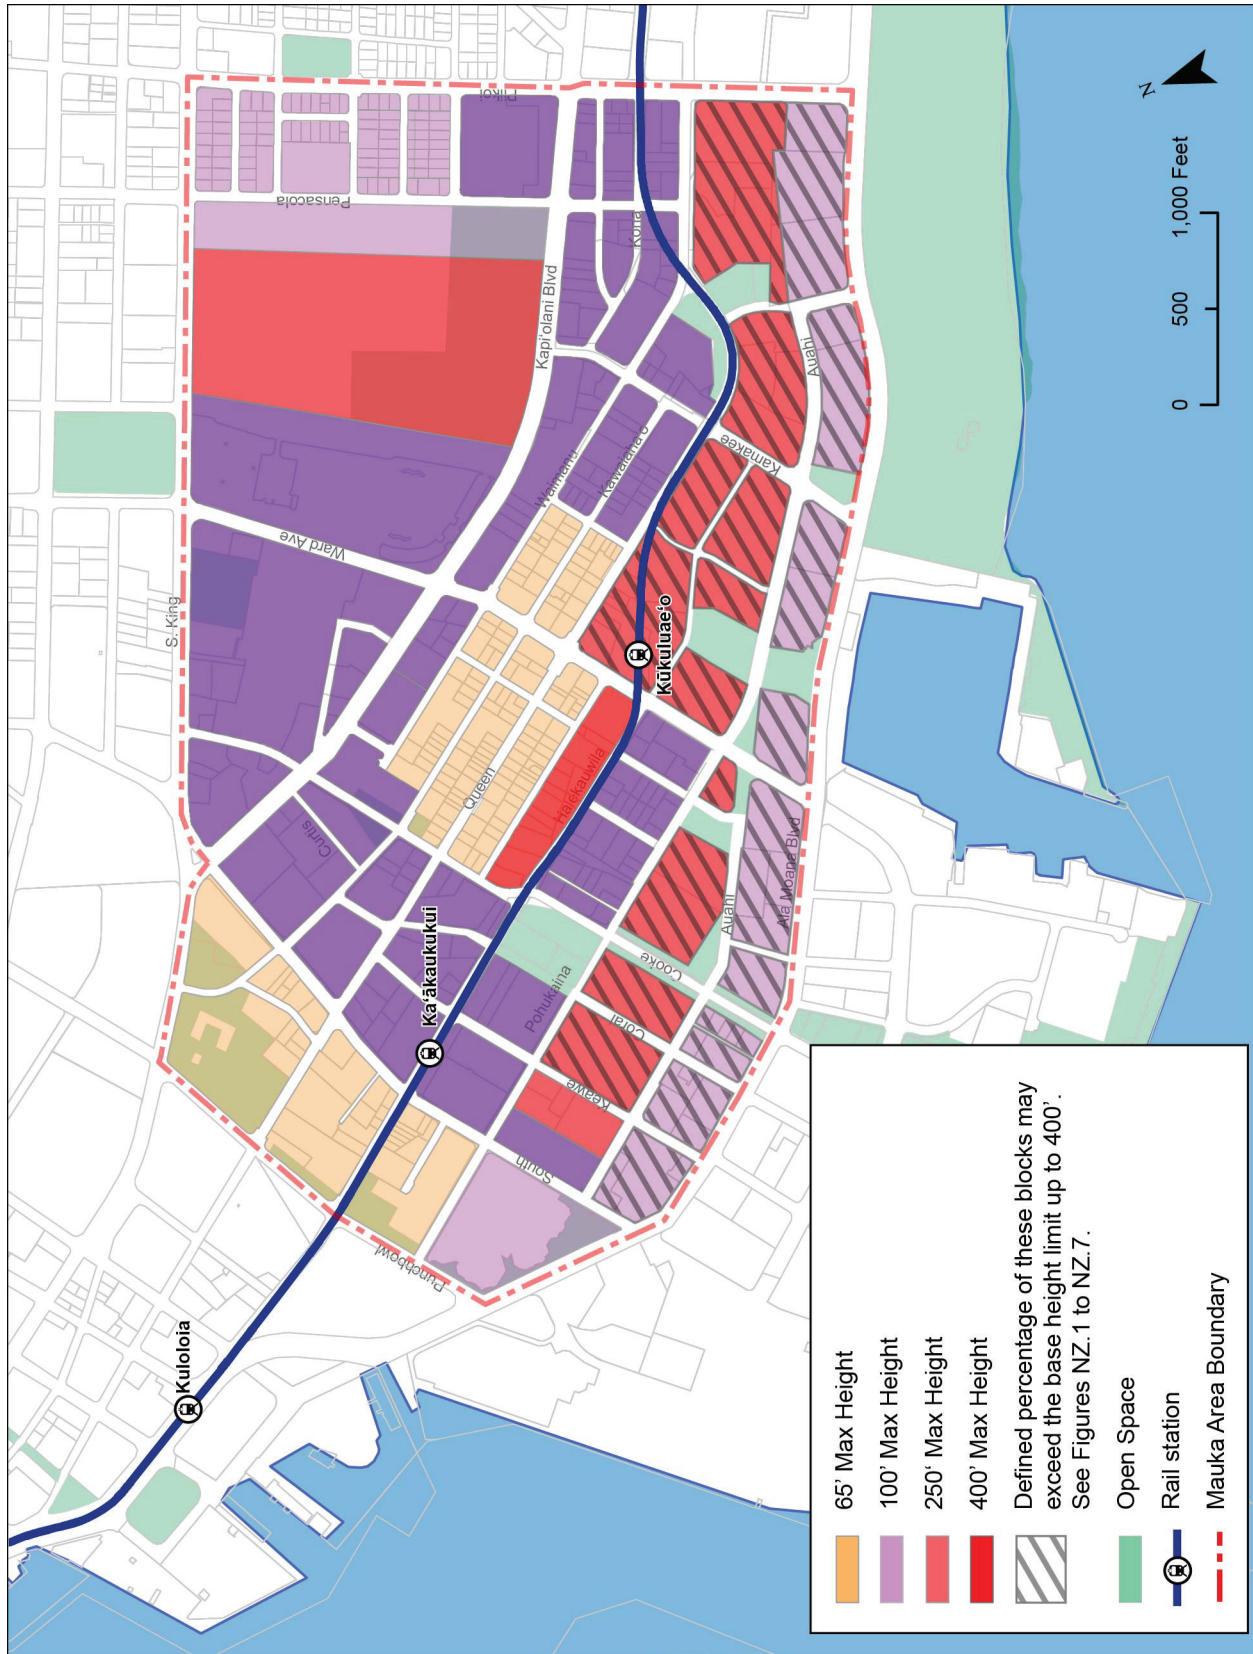 Piikoi
Pensacola
Kona
Kapi‘olani Blvd
Auahi
Kamakee
Kawaiaha‘o
Waimanu
Ward Ave
S. King
Kūkuluae‘o
Halekauwila
Queen
Curtis
Ala Moana Blvd
Auahi
Cooke
Pohukaina
Coral
Ka‘ākaukukui
Keawe
South
Punchbowl
Kuloloia
N
0 500 1,000 Feet
65’ Max Height
100’ Max Height
250‘ Max Height
400’ Max Height
Defined percentage of these blocks may
exceed the base height limit up to 400’.
See Figures NZ.1 to NZ.7.
Open Space
Rail station
Mauka Area Boundary